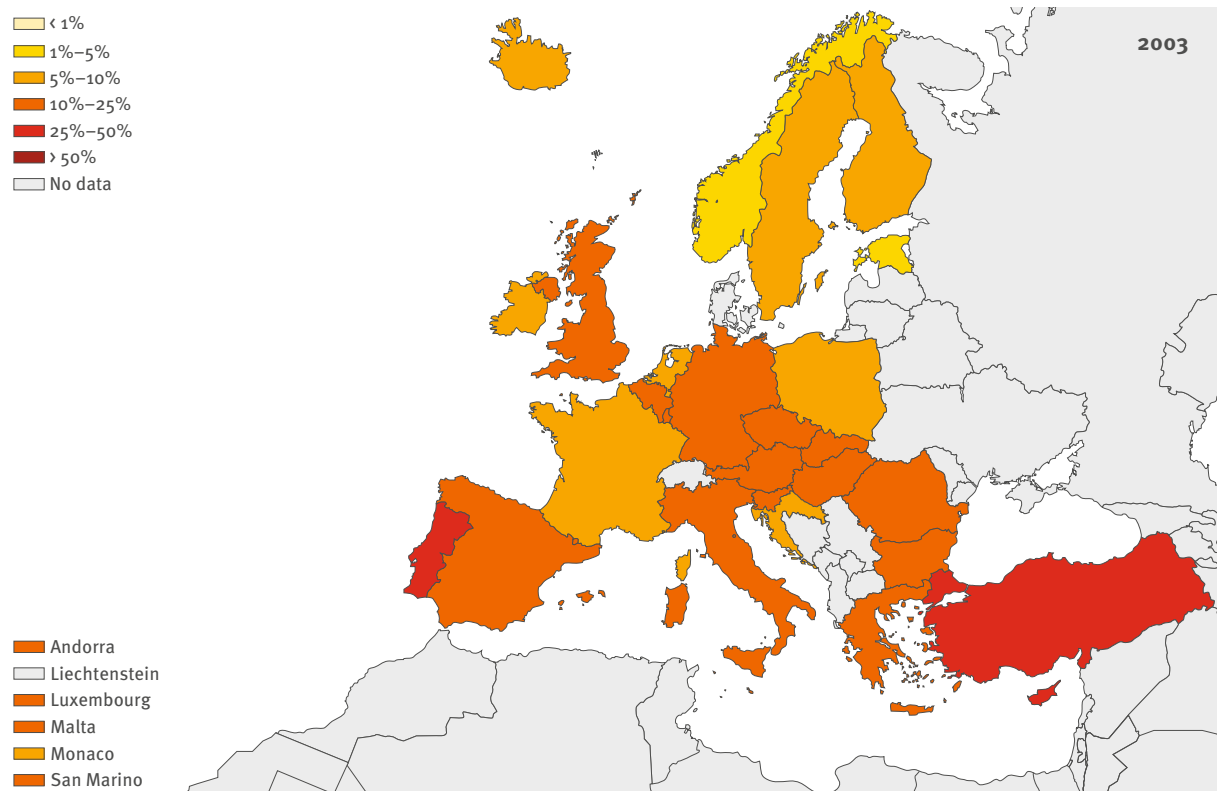 < 1%
1%–5%
5%–10%
10%–25%
25%–50%
> 50%
No data
2003
Andorra
Liechtenstein
Luxembourg
Malta
Monaco
San Marino